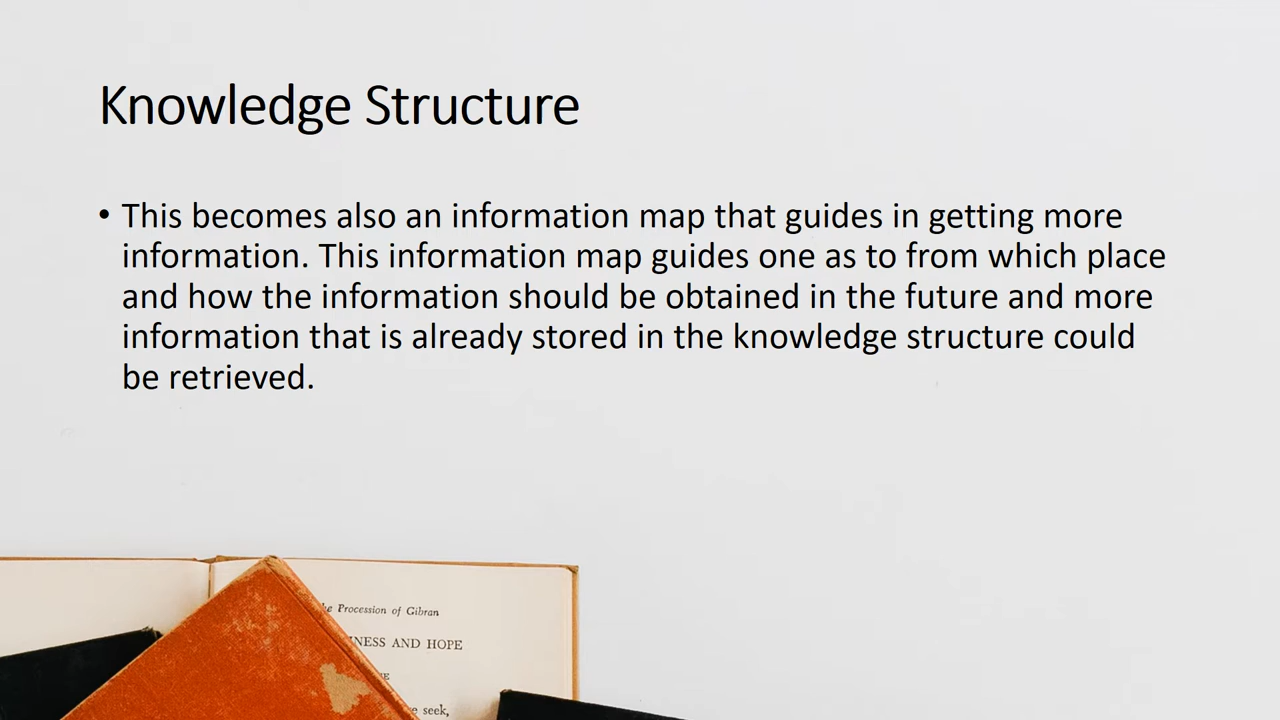 Knowledge Structure
• This becomes also an information map that guides in getting more
information. This information map guides one as to from which place
and how the information should be obtained in the future and more
information that is already stored in the knowledge structure could
be retrieved.
Procession of Gibran
AND HOPE
seek,